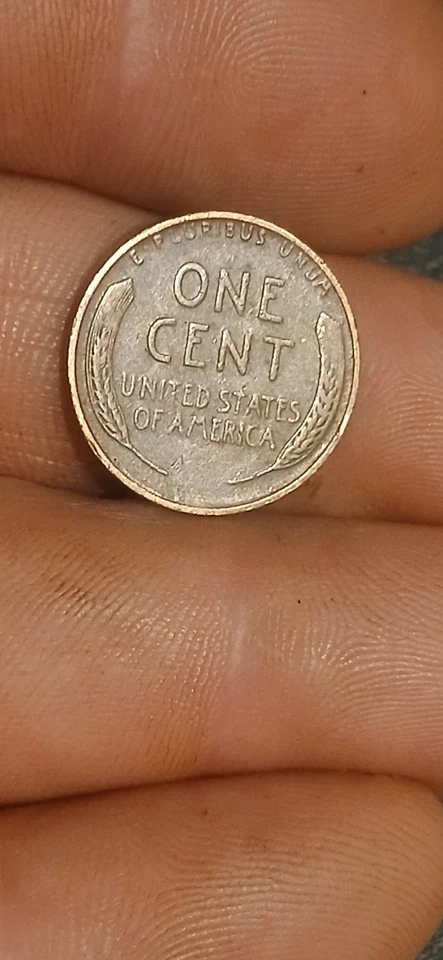 E PLURIBUS UNUM
ONE
CENT
UNITED STATES
OF AMERICA